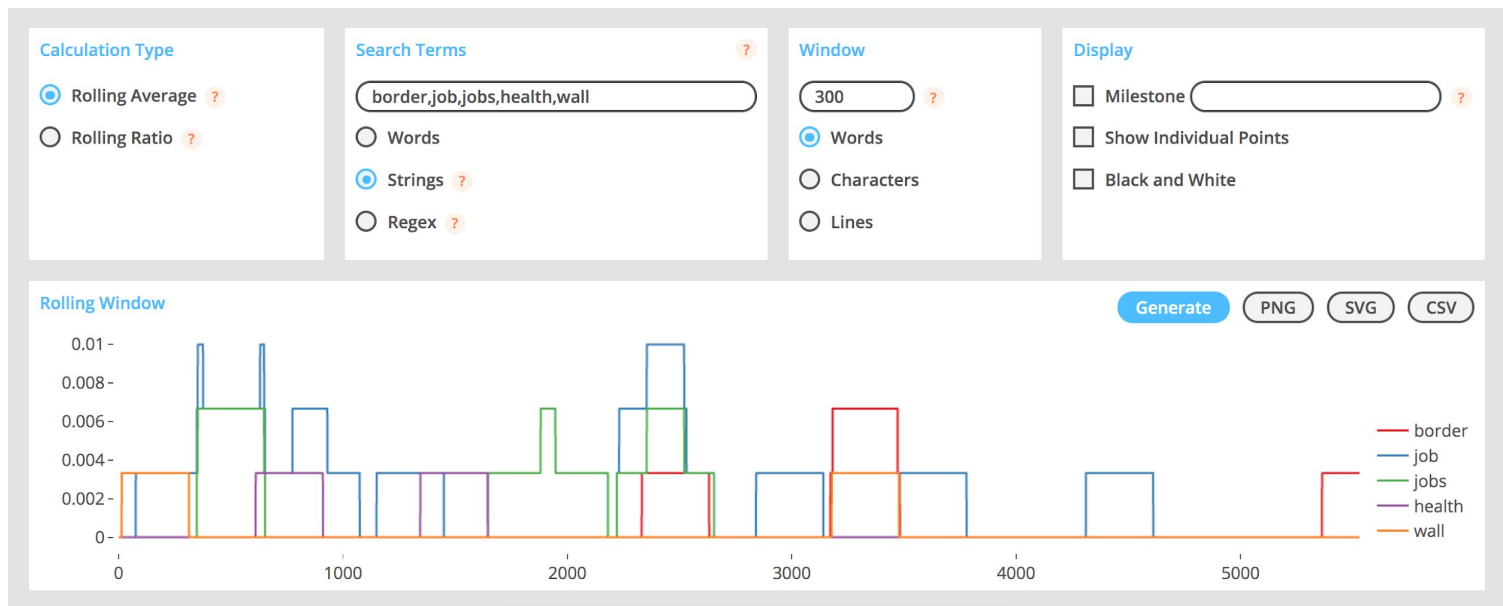 Calculation Type
Rolling Average ?
Rolling Ratio ?
Search Terms ?
border,job,jobs,health,wall
Words
Strings ?
Regex ?
Window
300 ?
Words
Characters
Lines
Display
Milestone ?
Show Individual Points
Black and White
Rolling Window
Generate PNG SVG CSV
0.01
0.008
0.006
0.004
0.002
0
0 1000 2000 3000 4000 5000
border
job
jobs
health
wall